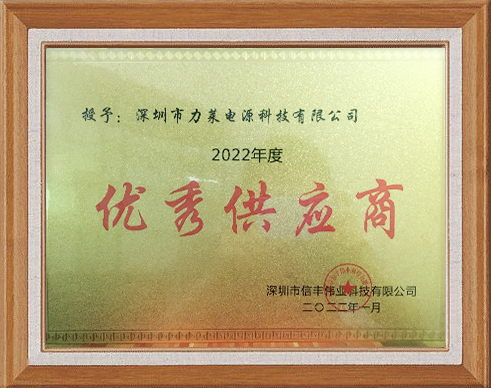 授予：深圳市力莱电源科技有限公司
2022年度
优秀供应商
深圳市信丰伟业科技有限公司
二〇二二年一月